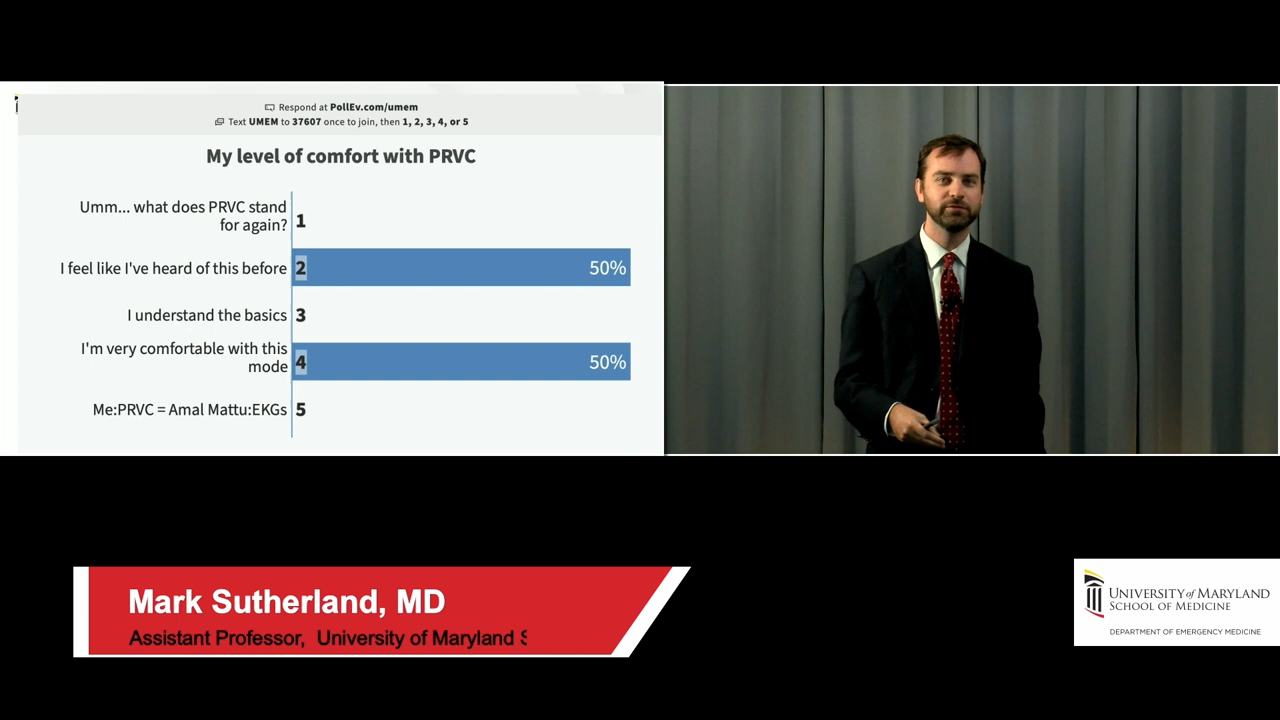 Respond at PollEv.com/umem
Text UMEM to 37607 once to join, then 1, 2, 3, 4, or 5
My level of comfort with PRVC
Umm... what does PRVC stand
for again?
1
I feel like I've heard of this before
2
50%
I understand the basics
3
I'm very comfortable with this
mode
4
50%
Me:PRVC = Amal Mattu:EKGs
5
Mark Sutherland, MD
Assistant Professor, University of Maryland S
UNIVERSITY of MARYLAND
SCHOOL OF MEDICINE
DEPARTMENT OF EMERGENCY MEDICINE